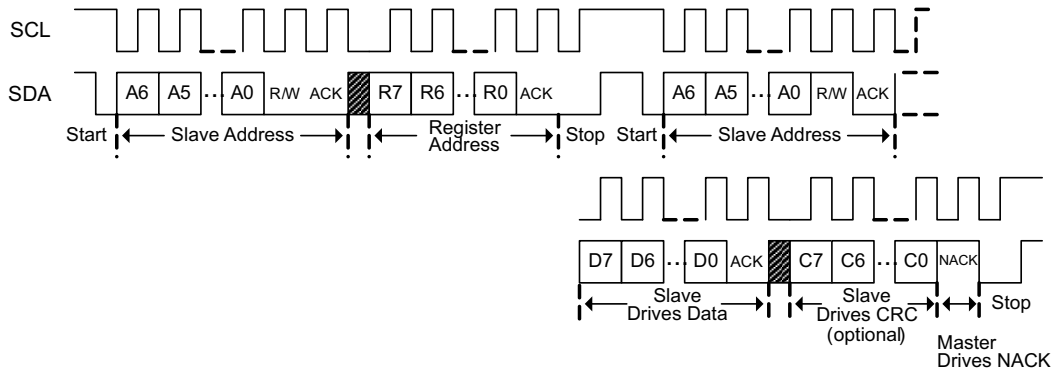 SCL
SDA
A6 A5 ... A0 R/W ACK R7 R6 ... R0 ACK A6 A5 ... A0 R/W ACK
Start Slave Address Register Address Stop Start Slave Address
D7 D6 ... D0 ACK C7 C6 ... C0 NACK
Slave Drives Data
Slave Drives CRC (optional)
Stop
Master Drives NACK